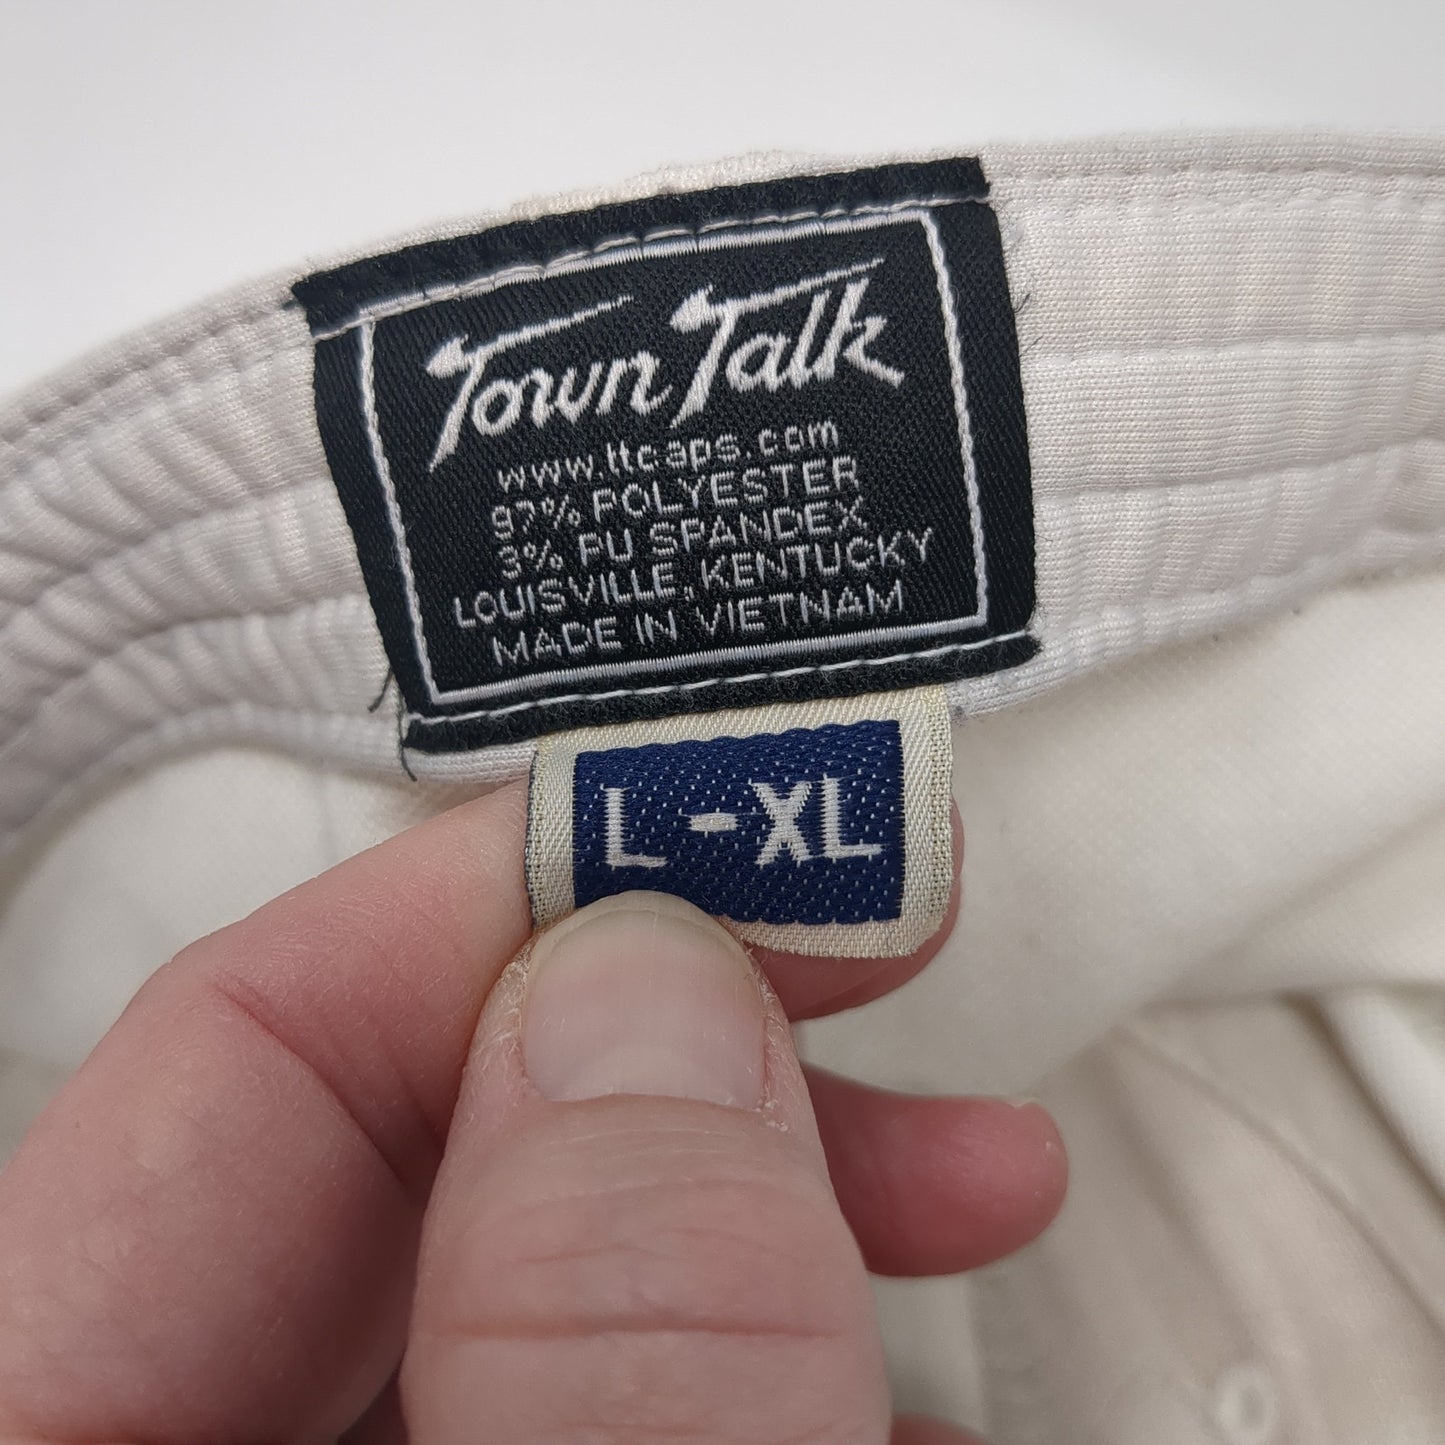 Town Talk
www.ttcaps.com
97% POLYESTER
3% PU SPANDEX
LOUISVILLE, KENTUCKY
MADE IN VIETNAM
L-XL